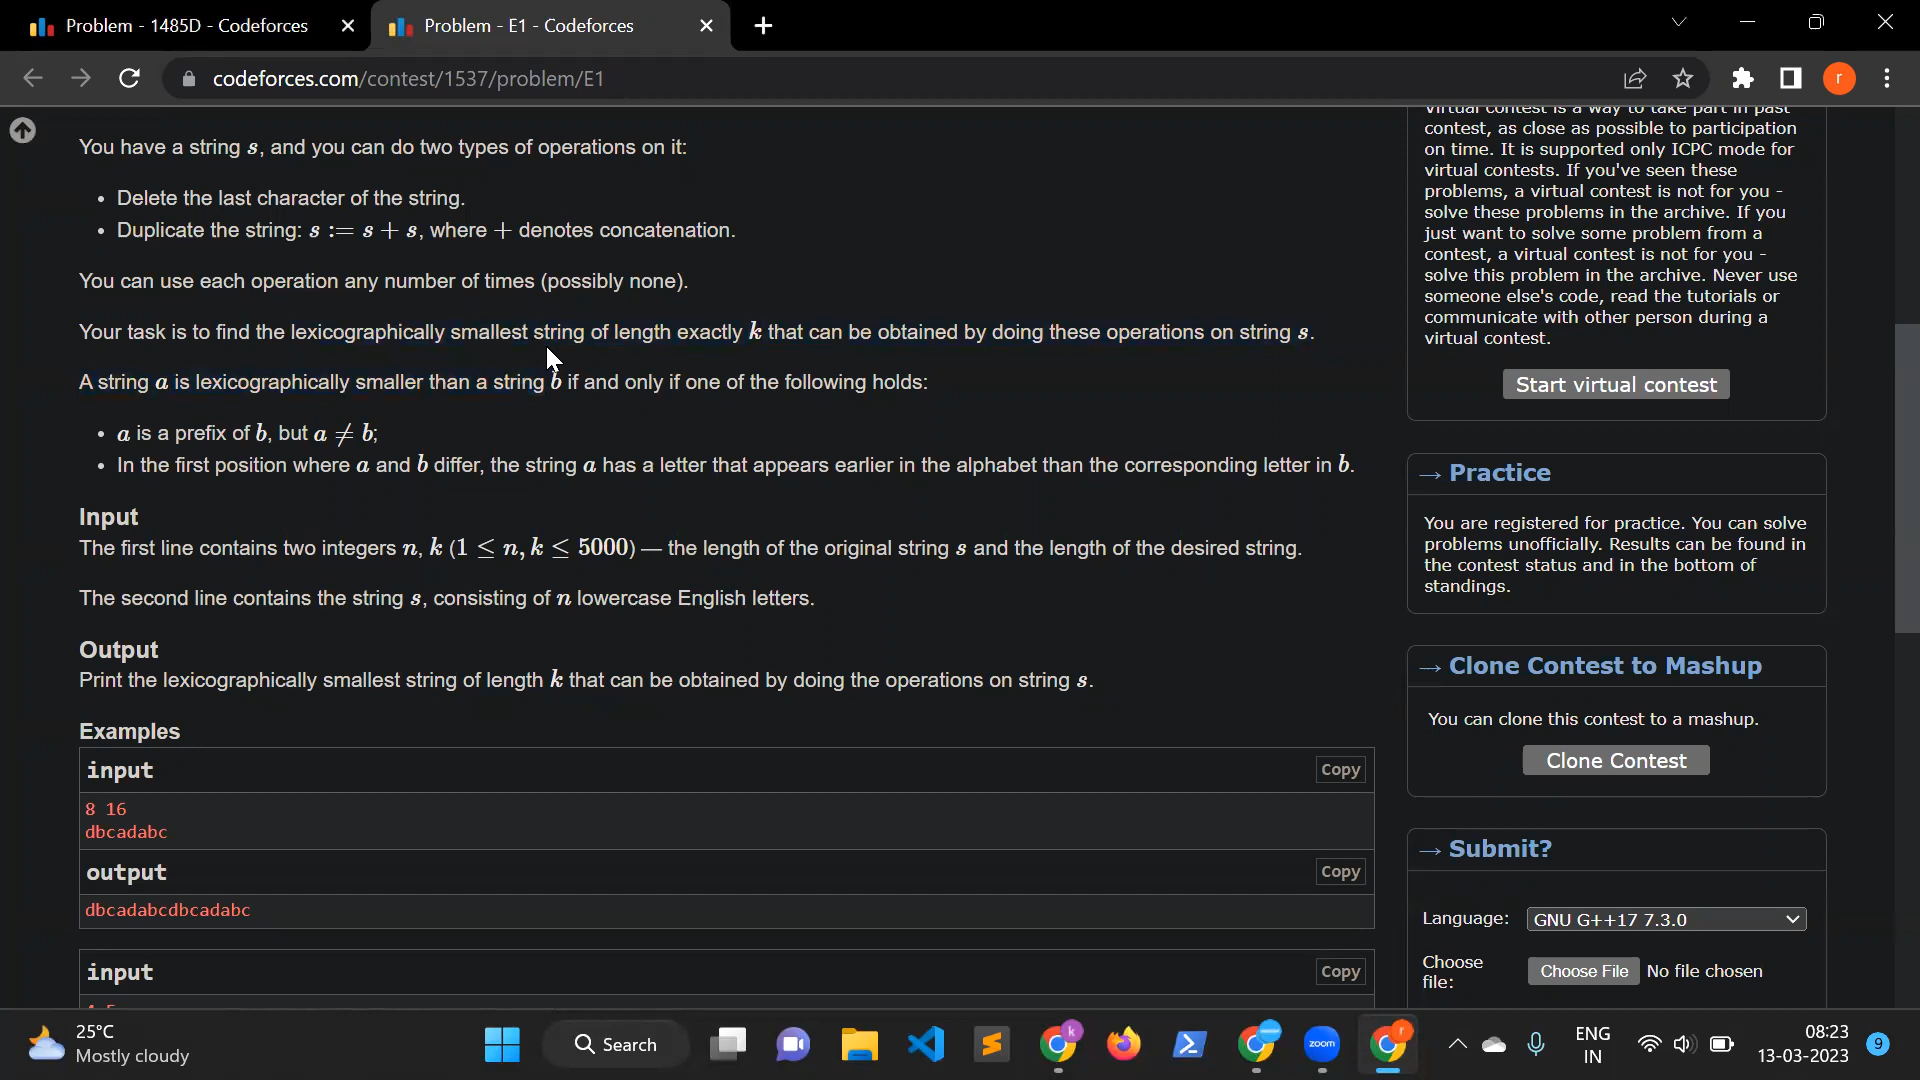 Problem - 1485D - Codeforces
Problem - E1 - Codeforces
codeforces.com/contest/1537/problem/E1
r
You have a string s, and you can do two types of operations on it:
• Delete the last character of the string.
• Duplicate the string: s := s + s, where + denotes concatenation.
You can use each operation any number of times (possibly none).
Your task is to find the lexicographically smallest string of length exactly k that can be obtained by doing these operations on string s.
A string a is lexicographically smaller than a string b if and only if one of the following holds:
• a is a prefix of b, but a ≠ b;
• In the first position where a and b differ, the string a has a letter that appears earlier in the alphabet than the corresponding letter in b.
Input
The first line contains two integers n, k (1 ≤ n, k ≤ 5000) — the length of the original string s and the length of the desired string.
The second line contains the string s, consisting of n lowercase English letters.
Output
Print the lexicographically smallest string of length k that can be obtained by doing the operations on string s.
Examples
input
Copy
8 16
dbcadabc
output
Copy
dbcadabcdbcadabc
input
Copy
virtual contest is a way to take part in past
contest, as close as possible to participation
on time. It is supported only ICPC mode for
virtual contests. If you've seen these
problems, a virtual contest is not for you -
solve these problems in the archive. If you
just want to solve some problem from a
contest, a virtual contest is not for you -
solve this problem in the archive. Never use
someone else's code, read the tutorials or
communicate with other person during a
virtual contest.
Start virtual contest
→ Practice
You are registered for practice. You can solve
problems unofficially. Results can be found in
the contest status and in the bottom of
standings.
→ Clone Contest to Mashup
You can clone this contest to a mashup.
Clone Contest
→ Submit?
Language:
GNU G++17 7.3.0
Choose
file:
Choose File No file chosen
25°C
Mostly cloudy
Search
k
zoom
r
ENG
IN
08:23
13-03-2023
9